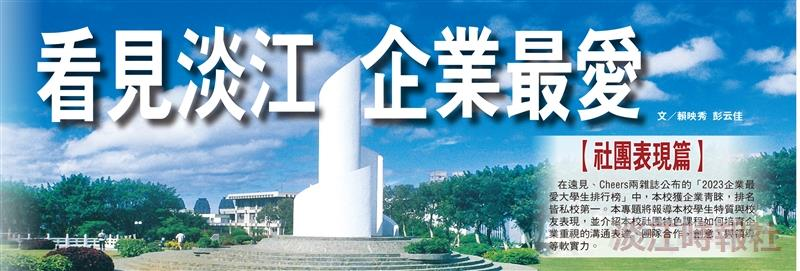 看見淡江 企業最愛
文／賴映秀 彭云佳
【社團表現篇】
在遠見、Cheers兩雜誌公布的「2023企業最
愛大學生排行榜」中，本校獲企業青睞，排名
皆私校第一。本專題將報導本校學生特質與校
友表現，並介紹本校社團特色課程如何培養企
業重視的溝通表達、團隊合作、創意、與領導
等軟實力。
淡江時報社